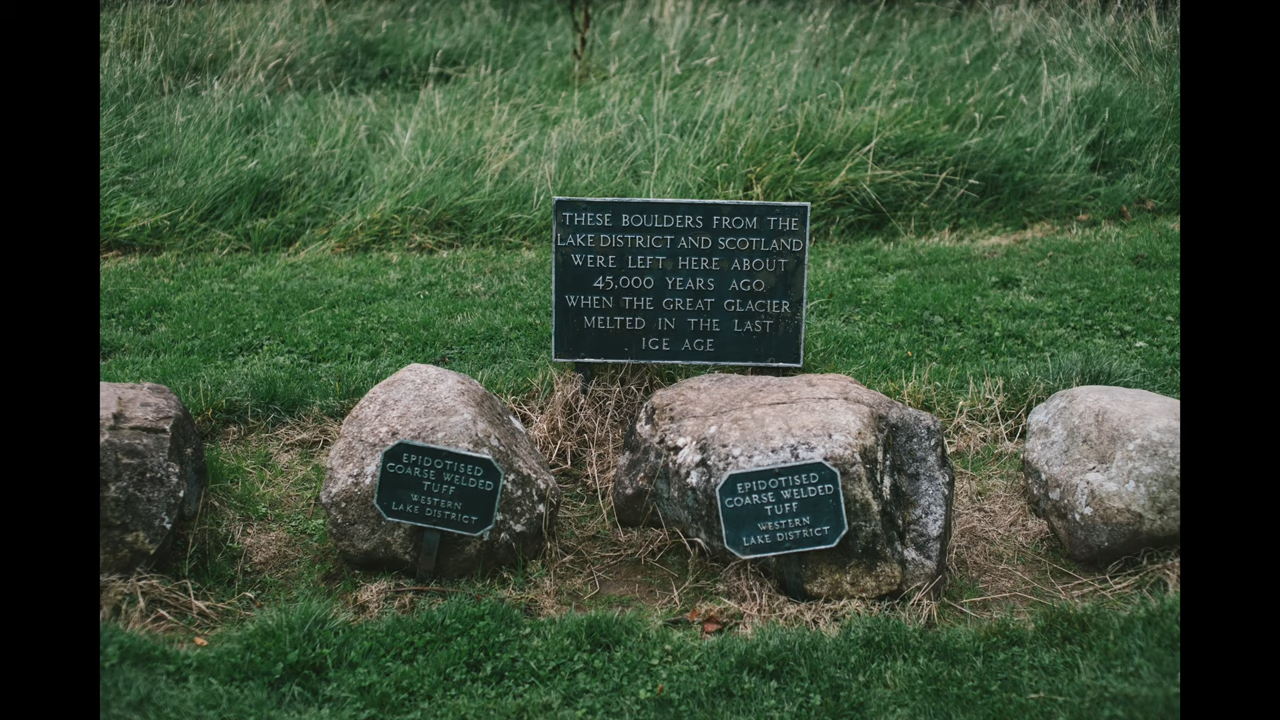 THESE BOULDERS FROM THE
LAKE DISTRICT AND SCOTLAND
WERE LEFT HERE ABOUT
45,000 YEARS AGO
WHEN THE GREAT GLACIER
MELTED IN THE LAST
ICE AGE
EPIDOTISED
COARSE WELDED
TUFF
WESTERN
LAKE DISTRICT
EPIDOTISED
COARSE WELDED
TUFF
WESTERN
LAKE DISTRICT